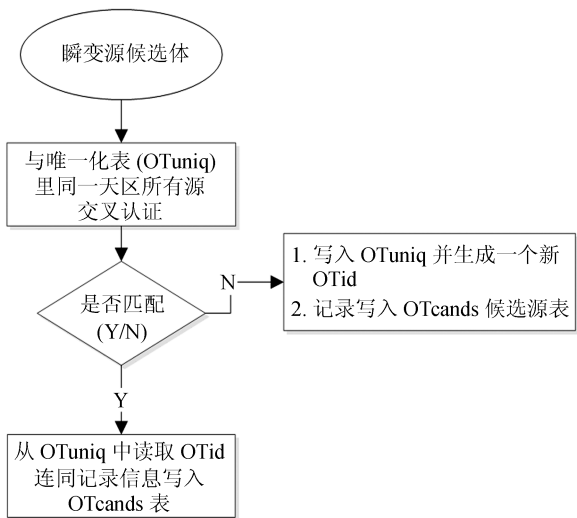 瞬变源候选体
与唯一化表 (OTuniq)
里同一天区所有源
交叉认证
是否匹配
(Y/N)
N
1. 写入 OTuniq 并生成一个新
OTid
2. 记录写入 OTcands 候选源表
Y
从 OTuniq 中读取 OTid
连同记录信息写入
OTcands 表